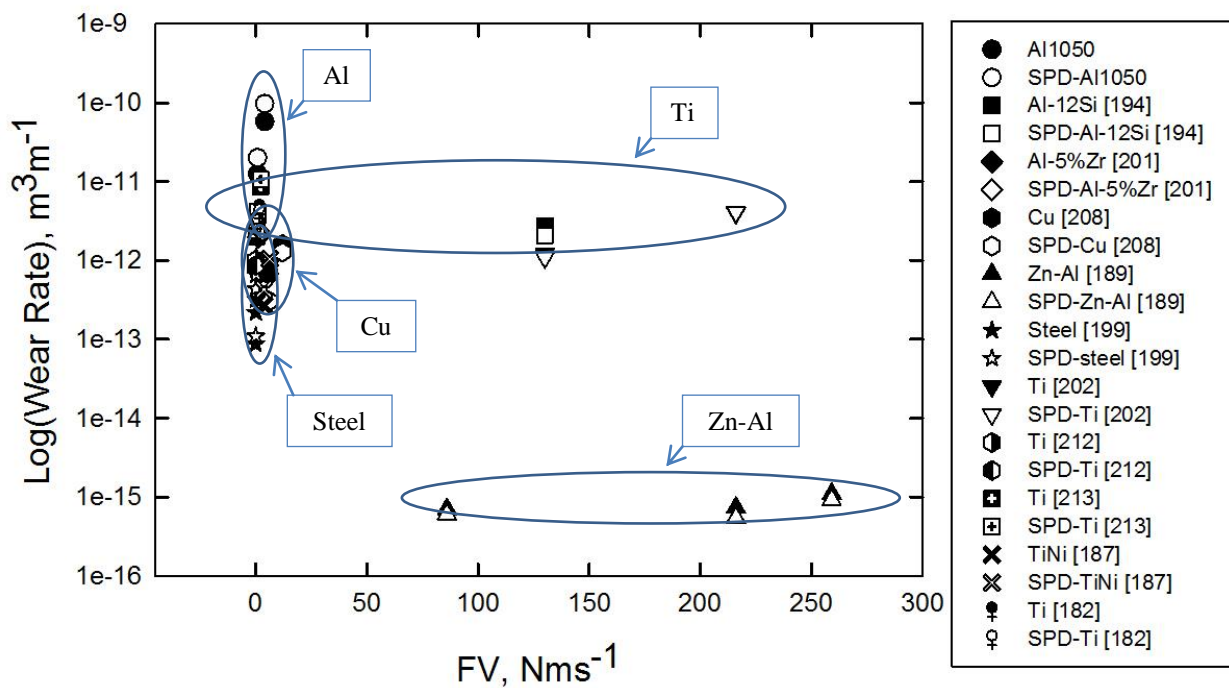 1e-9
1e-10
1e-11
1e-12
1e-13
1e-14
1e-15
1e-16
Log(Wear Rate), m3m-1
0
50
100
150
200
250
300
FV, Nms-1
Al
Ti
Cu
Steel
Zn-Al
Al1050
SPD-Al1050
Al-12Si [194]
SPD-Al-12Si [194]
Al-5%Zr [201]
SPD-Al-5%Zr [201]
Cu [208]
SPD-Cu [208]
Zn-Al [189]
SPD-Zn-Al [189]
Steel [199]
SPD-steel [199]
Ti [202]
SPD-Ti [202]
Ti [212]
SPD-Ti [212]
Ti [213]
SPD-Ti [213]
TiNi [187]
SPD-TiNi [187]
Ti [182]
SPD-Ti [182]